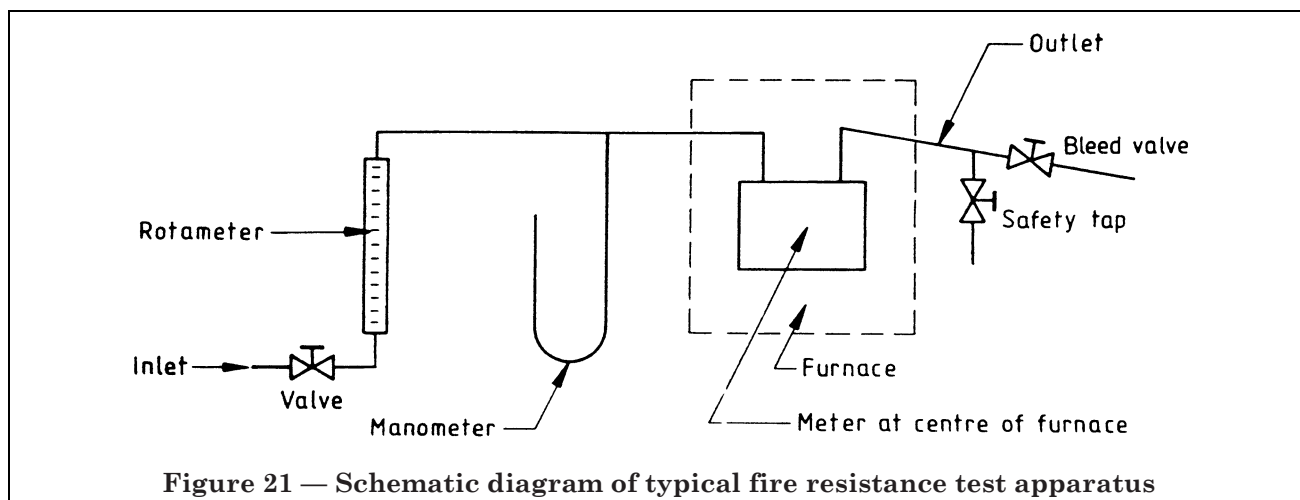 Outlet
Bleed valve
Rotameter
Safety tap
Inlet
Valve
Furnace
Manometer
Meter at centre of furnace
Figure 21 — Schematic diagram of typical fire resistance test apparatus